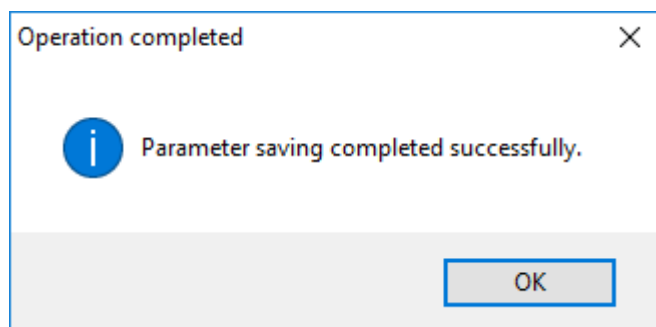 Operation completed
Parameter saving completed successfully.
OK